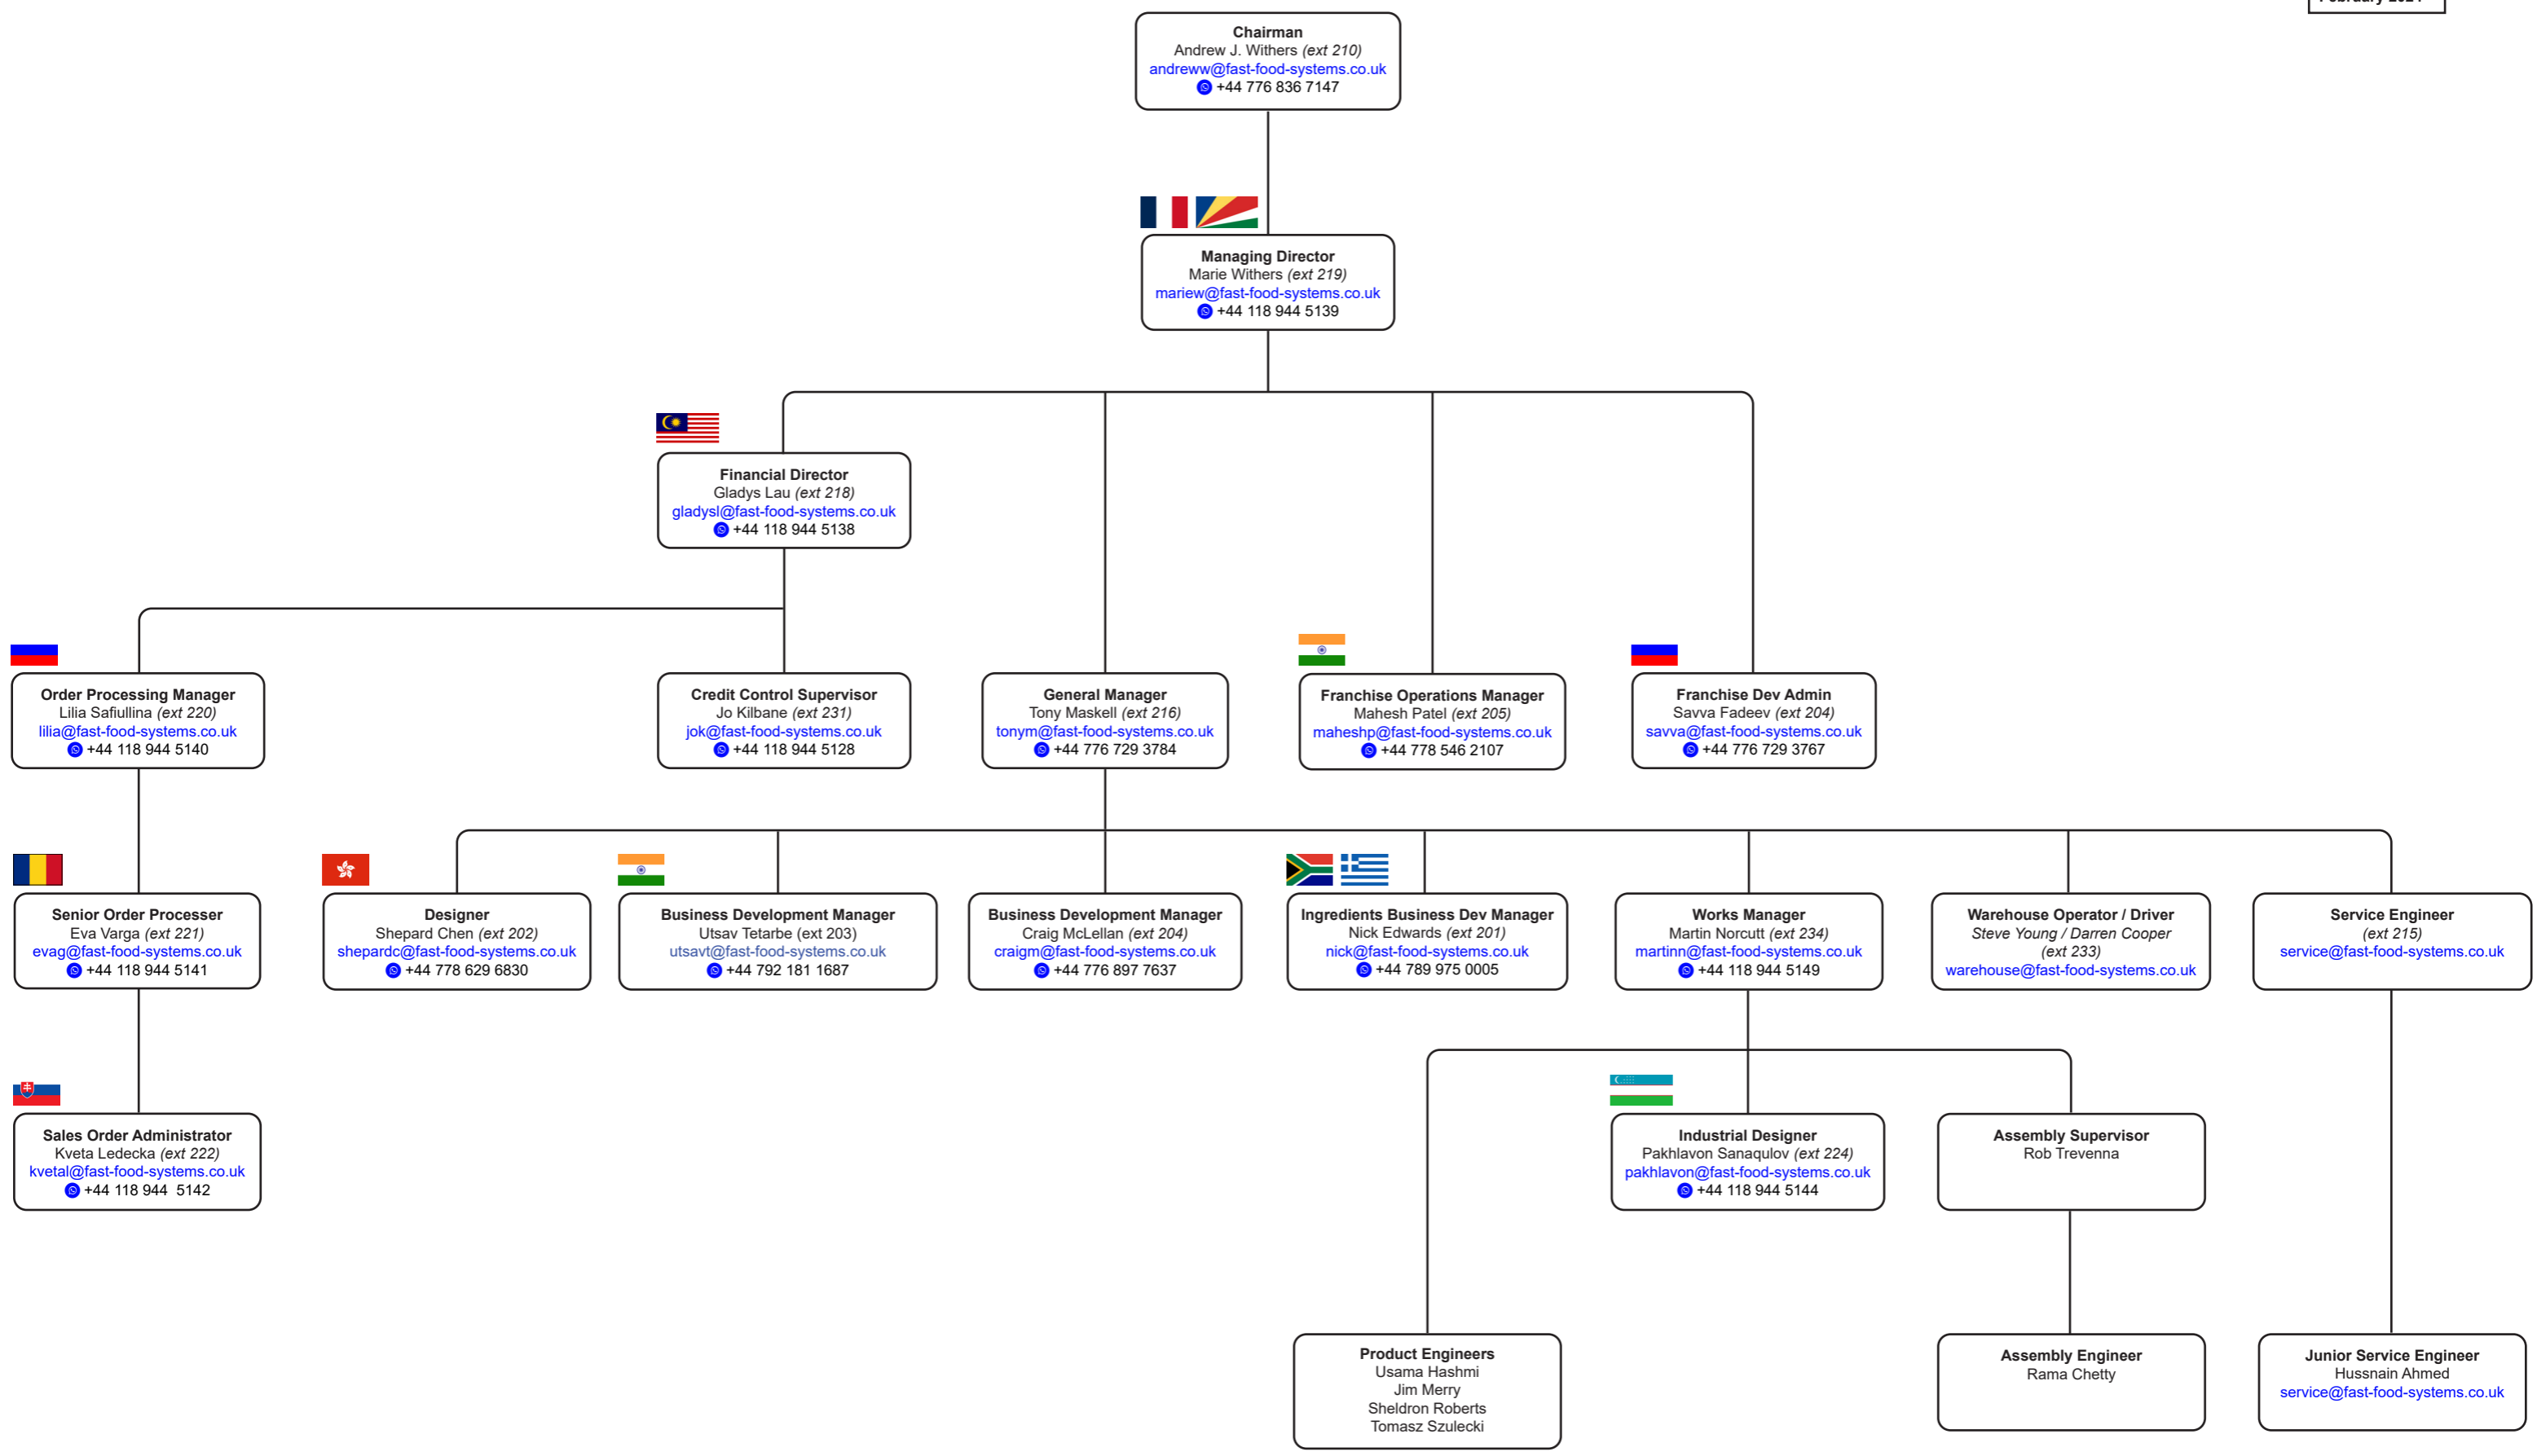 Chairman
Andrew J. Withers (ext 210)
andreww@fast-food-systems.co.uk
+44 776 836 7147
Managing Director
Marie Withers (ext 219)
mariew@fast-food-systems.co.uk
+44 118 944 5139
Financial Director
Gladys Lau (ext 218)
gladysl@fast-food-systems.co.uk
+44 118 944 5138
Order Processing Manager
Lilia Safiullina (ext 220)
lilia@fast-food-systems.co.uk
+44 118 944 5140
Credit Control Supervisor
Jo Kilbane (ext 231)
jok@fast-food-systems.co.uk
+44 118 944 5128
General Manager
Tony Maskell (ext 216)
tonym@fast-food-systems.co.uk
+44 776 729 3784
Franchise Operations Manager
Mahesh Patel (ext 205)
maheshp@fast-food-systems.co.uk
+44 778 546 2107
Franchise Dev Admin
Savva Fadeev (ext 204)
savva@fast-food-systems.co.uk
+44 776 729 3767
Senior Order Processer
Eva Varga (ext 221)
evag@fast-food-systems.co.uk
+44 118 944 5141
Designer
Shepard Chen (ext 202)
shepardc@fast-food-systems.co.uk
+44 778 629 6830
Business Development Manager
Utsav Tetarbe (ext 203)
utsavt@fast-food-systems.co.uk
+44 792 181 1687
Business Development Manager
Craig McLellan (ext 204)
craigm@fast-food-systems.co.uk
+44 776 897 7637
Ingredients Business Dev Manager
Nick Edwards (ext 201)
nick@fast-food-systems.co.uk
+44 789 975 0005
Works Manager
Martin Norcutt (ext 234)
martinn@fast-food-systems.co.uk
+44 118 944 5149
Warehouse Operator / Driver
Steve Young / Darren Cooper
(ext 233)
warehouse@fast-food-systems.co.uk
Service Engineer
(ext 215)
service@fast-food-systems.co.uk
Sales Order Administrator
Kveta Ledecka (ext 222)
kvetal@fast-food-systems.co.uk
+44 118 944  5142
Industrial Designer
Pakhlavon Sanaqulov (ext 224)
pakhlavon@fast-food-systems.co.uk
+44 118 944 5144
Assembly Supervisor
Rob Trevenna
Product Engineers
Usama Hashmi
Jim Merry
Sheldron Roberts
Tomasz Szulecki
Assembly Engineer
Rama Chetty
Junior Service Engineer
Hussnain Ahmed
service@fast-food-systems.co.uk